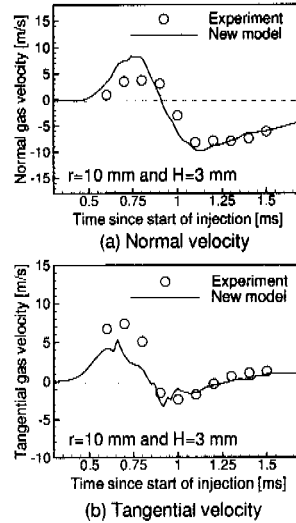 Experiment
New model
Normal gas velocity [m/s]
15
10
5
0
-5
-10
-15
r=10 mm and H=3 mm
0.5
0.75
1
1.25
1.5
Time since start of injection [ms]
(a) Normal velocity
Experiment
New model
Tangential gas velocity [m/s]
15
10
5
0
-5
-10
r=10 mm and H=3 mm
0.5
0.75
1
1.25
1.5
Time since start of injection [ms]
(b) Tangential velocity